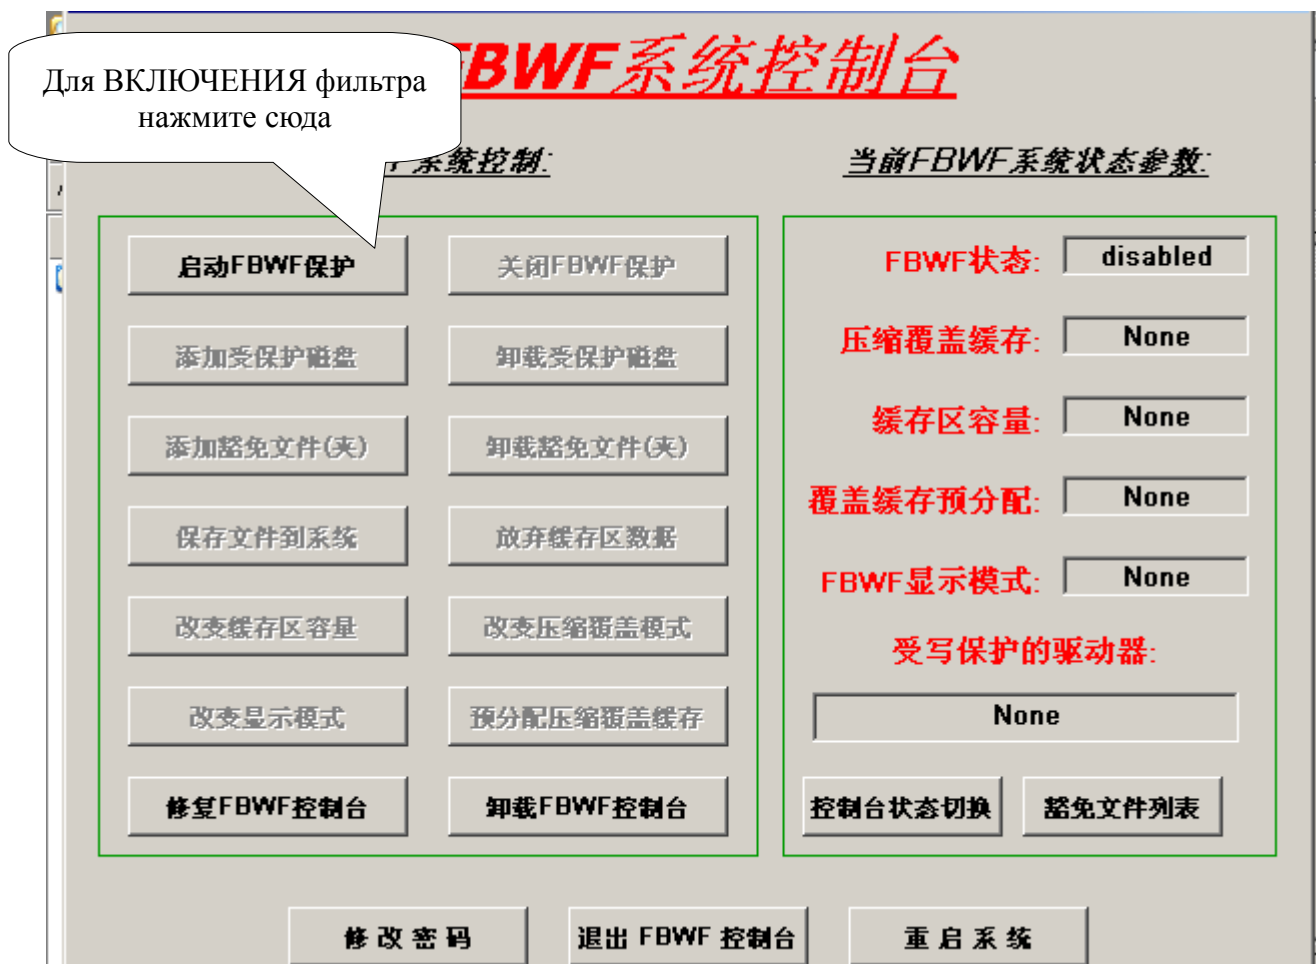 Для ВКЛЮЧЕНИЯ фильтра
нажмите сюда
BWF系统控制台
系统控制:
当前FBWF系统状态参数:
启动FBWF保护
关闭FBWF保护
添加受保护磁盘
卸载受保护磁盘
添加豁免文件(夹)
卸载豁免文件(夹)
保存文件到系统
放弃缓存区数据
改变缓存区容量
改变压缩覆盖模式
改变显示模式
预分配压缩覆盖缓存
修复FBWF控制台
卸载FBWF控制台
FBWF状态: disabled
压缩覆盖缓存: None
缓存区容量: None
覆盖缓存预分配: None
FBWF显示模式: None
受写保护的驱动器:
None
控制台状态切换
豁免文件列表
修 改 密 码
退出 FBWF 控制台
重 启 系 统